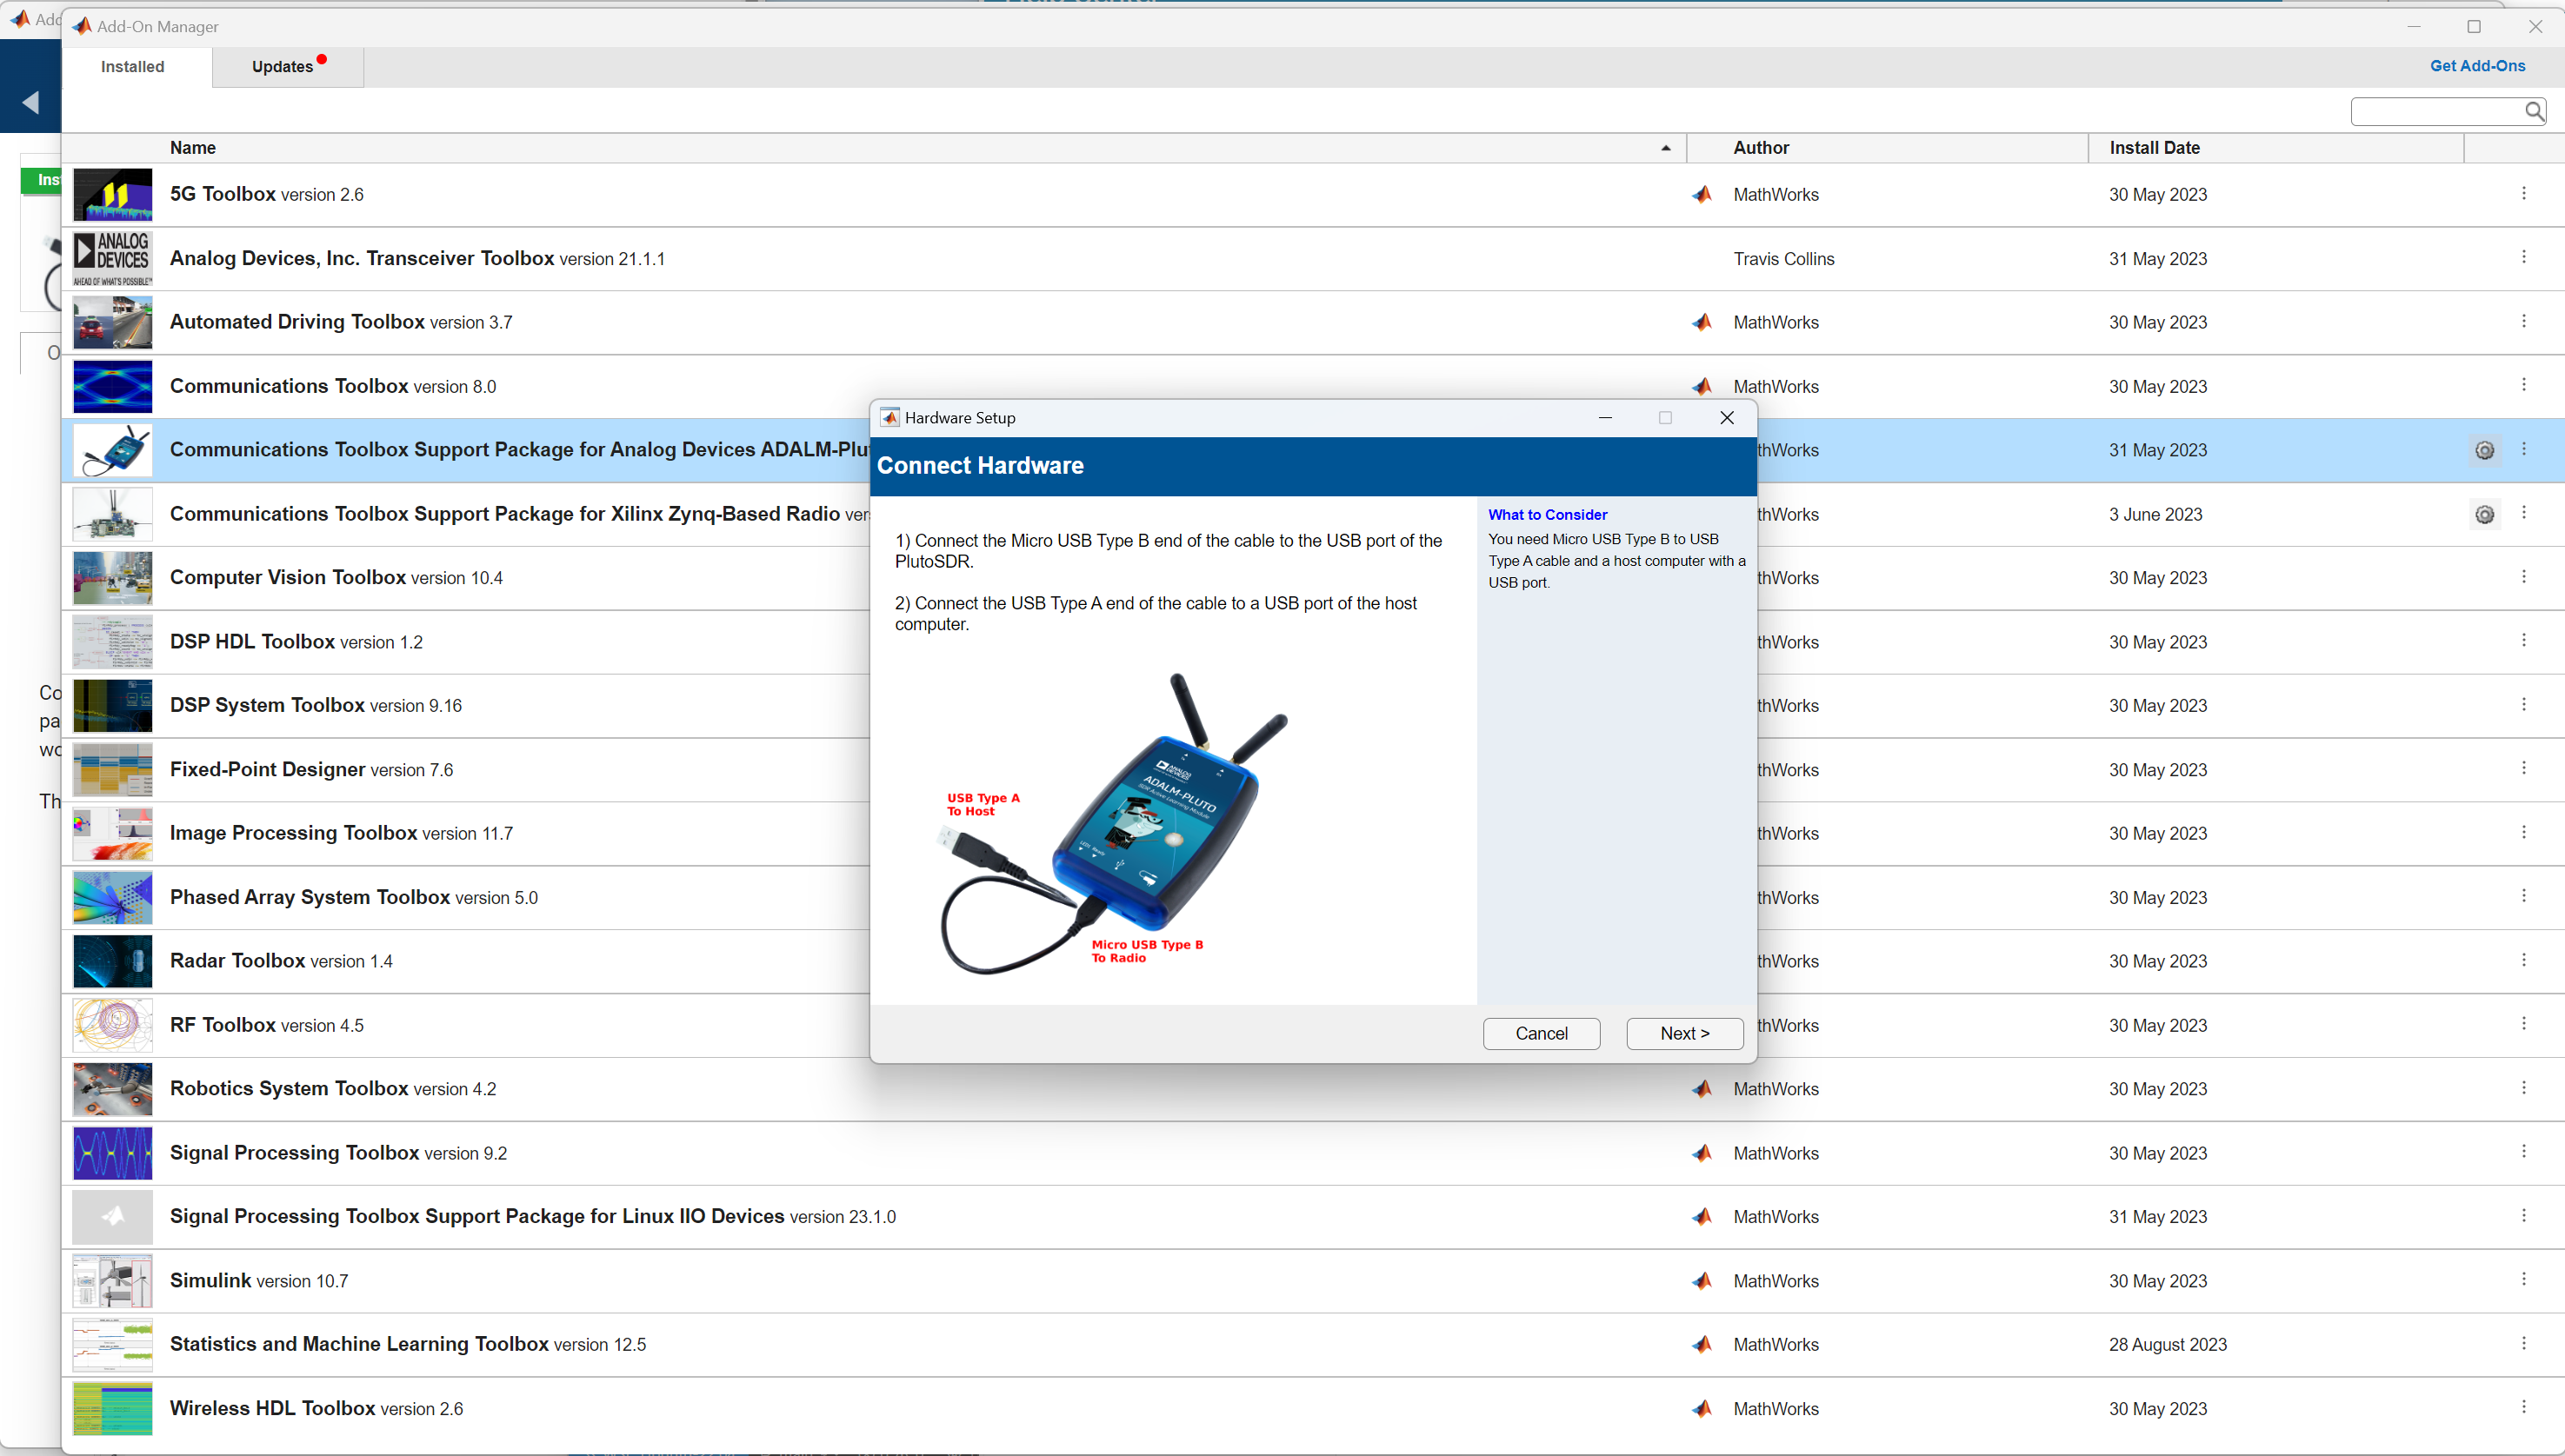 Add-On Manager
Installed
Updates
Get Add-Ons
Name
Author
Install Date
5G Toolbox version 2.6
MathWorks
30 May 2023
ANALOG
DEVICES
AHEAD OF WHAT'S POSSIBLE™
Analog Devices, Inc. Transceiver Toolbox version 21.1.1
Travis Collins
31 May 2023
Automated Driving Toolbox version 3.7
MathWorks
30 May 2023
Communications Toolbox version 8.0
MathWorks
30 May 2023
Communications Toolbox Support Package for Analog Devices ADALM-Plu
thWorks
31 May 2023
Communications Toolbox Support Package for Xilinx Zynq-Based Radio ver
thWorks
3 June 2023
Computer Vision Toolbox version 10.4
thWorks
30 May 2023
DSP HDL Toolbox version 1.2
thWorks
30 May 2023
DSP System Toolbox version 9.16
thWorks
30 May 2023
Fixed-Point Designer version 7.6
thWorks
30 May 2023
Image Processing Toolbox version 11.7
thWorks
30 May 2023
Phased Array System Toolbox version 5.0
thWorks
30 May 2023
Radar Toolbox version 1.4
thWorks
30 May 2023
RF Toolbox version 4.5
thWorks
30 May 2023
Robotics System Toolbox version 4.2
MathWorks
30 May 2023
Signal Processing Toolbox version 9.2
MathWorks
30 May 2023
Signal Processing Toolbox Support Package for Linux IIO Devices version 23.1.0
MathWorks
31 May 2023
Simulink version 10.7
MathWorks
30 May 2023
Statistics and Machine Learning Toolbox version 12.5
MathWorks
28 August 2023
Wireless HDL Toolbox version 2.6
MathWorks
30 May 2023
Hardware Setup
Connect Hardware
1) Connect the Micro USB Type B end of the cable to the USB port of the
PlutoSDR.
2) Connect the USB Type A end of the cable to a USB port of the host
computer.
ANALOG
DEVICES
ADALM-PLUTO
SDR Active Learning Module
USB Type A
To Host
Micro USB Type B
To Radio
What to Consider
You need Micro USB Type B to USB
Type A cable and a host computer with a
USB port.
Cancel
Next >
Add
Ins
O
Co
pa
wo
Th